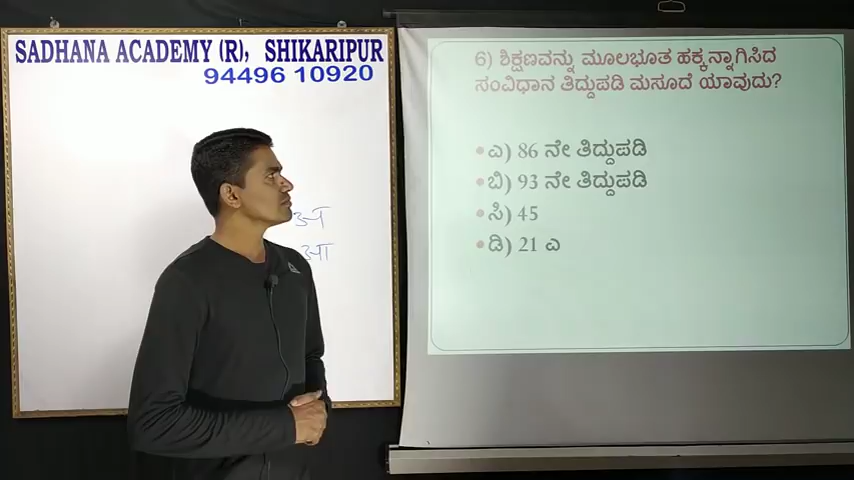 SADHANA ACADEMY (R), SHIKARIPUR
94496 10920
अ
आ
6) ಶಿಕ್ಷಣವನ್ನು ಮೂಲಭೂತ ಹಕ್ಕನ್ನಾಗಿಸಿದ
ಸಂವಿಧಾನ ತಿದ್ದುಪಡಿ ಮಸೂದೆ ಯಾವುದು?
•ಎ) 86 ನೇ ತಿದ್ದುಪಡಿ
•ಬಿ) 93 ನೇ ತಿದ್ದುಪಡಿ
•ಸಿ) 45
•ಡಿ) 21 ಎ